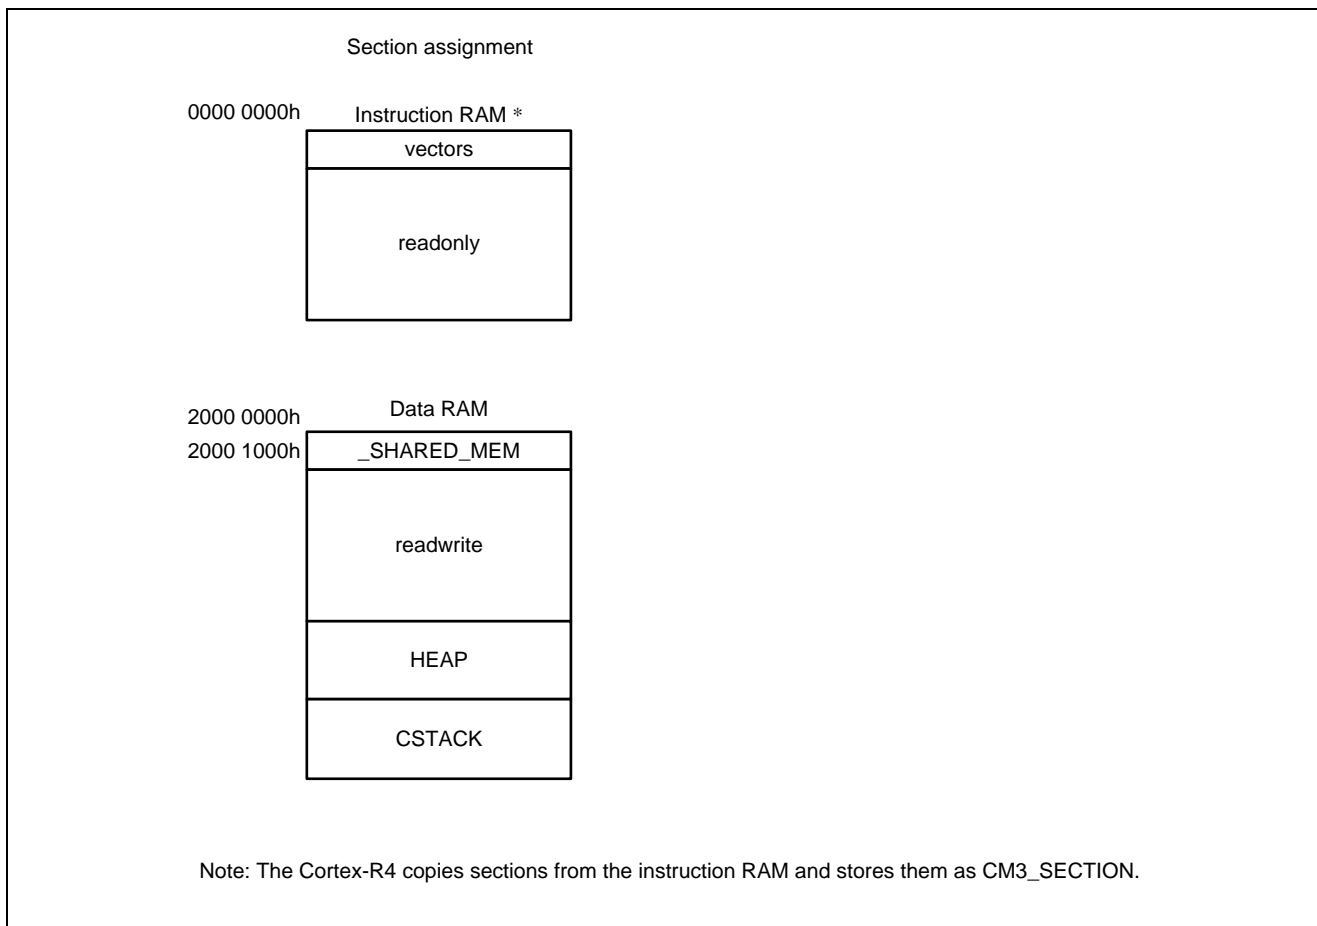 Section assignment
0000 0000h Instruction RAM *
vectors
readonly
2000 0000h Data RAM
2000 1000h _SHARED_MEM
readwrite
HEAP
CSTACK
Note: The Cortex-R4 copies sections from the instruction RAM and stores them as CM3_SECTION.